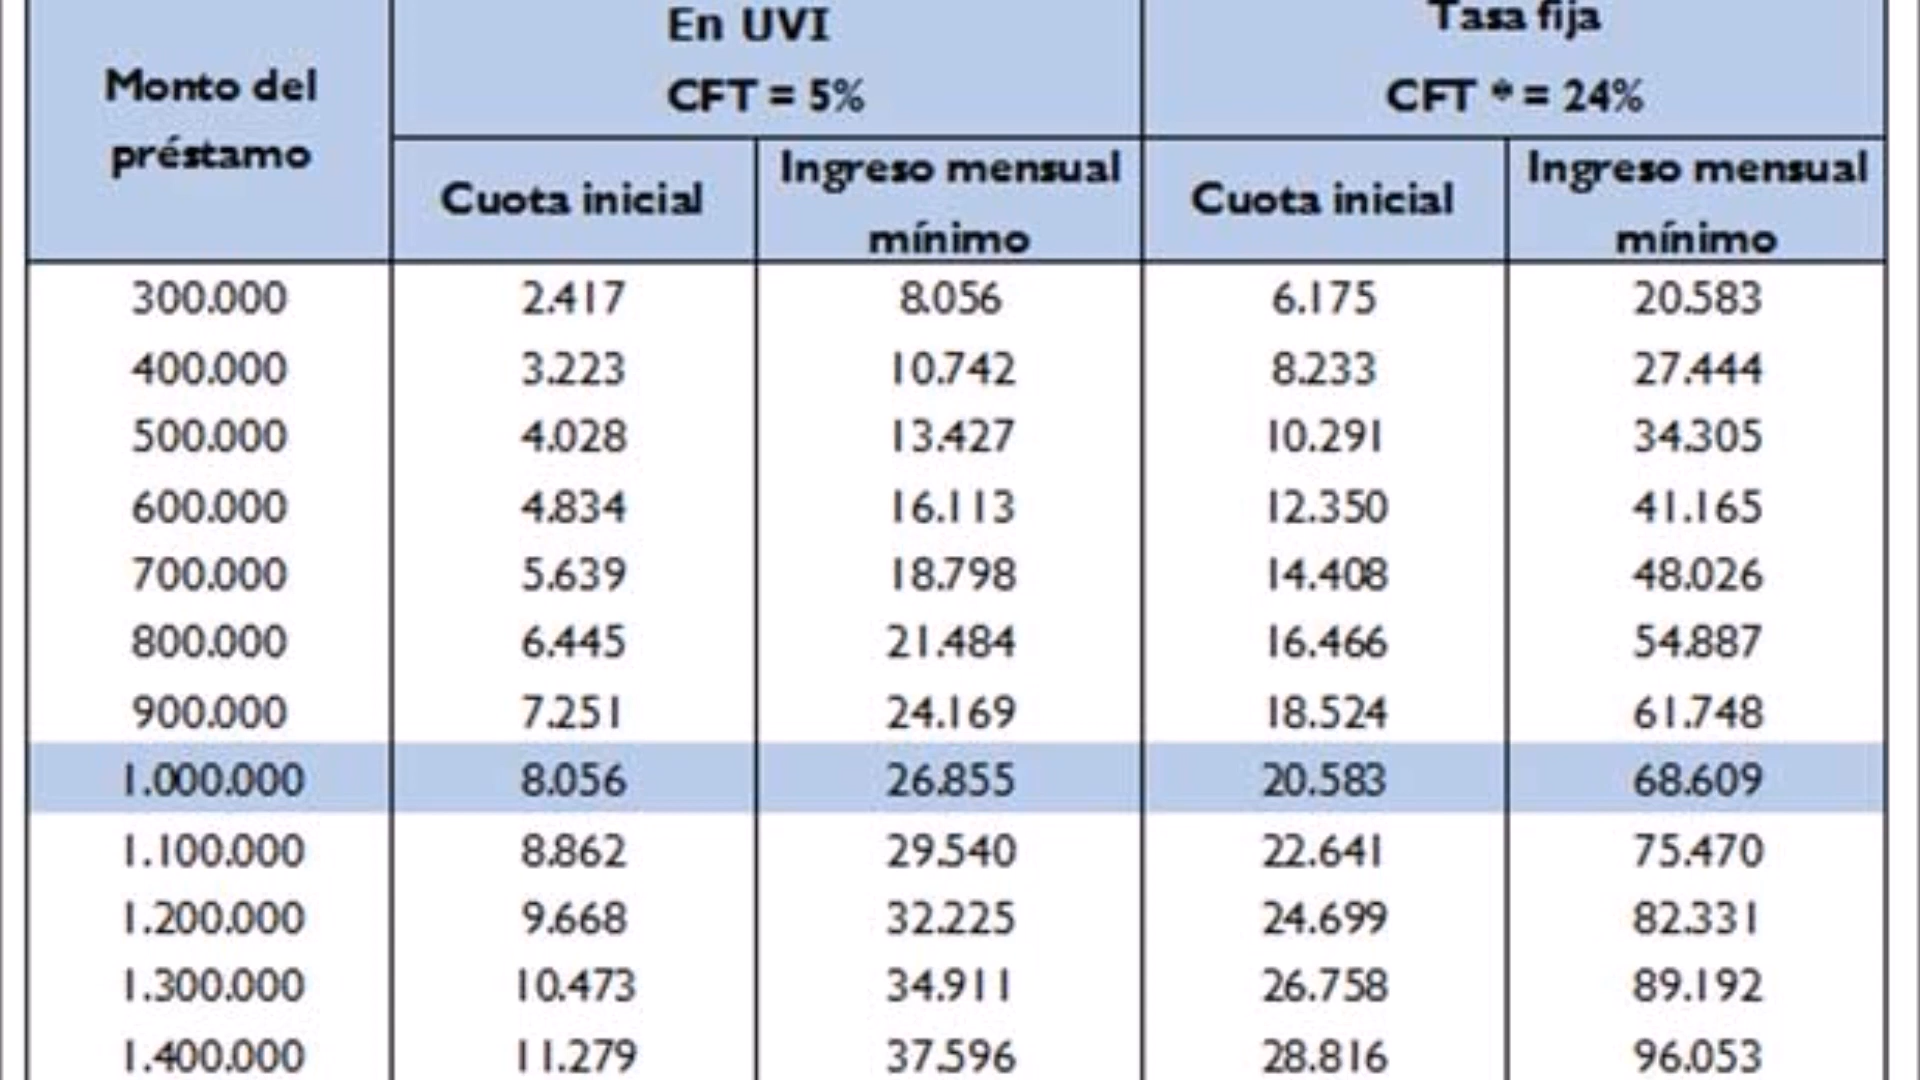 Monto del
préstamo
En UVI
CFT = 5%
Tasa fija
CFT * = 24%
Cuota inicial
Ingreso mensual
mínimo
Cuota inicial
Ingreso mensual
mínimo
300.000 2.417 8.056 6.175 20.583
400.000 3.223 10.742 8.233 27.444
500.000 4.028 13.427 10.291 34.305
600.000 4.834 16.113 12.350 41.165
700.000 5.639 18.798 14.408 48.026
800.000 6.445 21.484 16.466 54.887
900.000 7.251 24.169 18.524 61.748
1.000.000 8.056 26.855 20.583 68.609
1.100.000 8.862 29.540 22.641 75.470
1.200.000 9.668 32.225 24.699 82.331
1.300.000 10.473 34.911 26.758 89.192
1.400.000 11.279 37.596 28.816 96.053